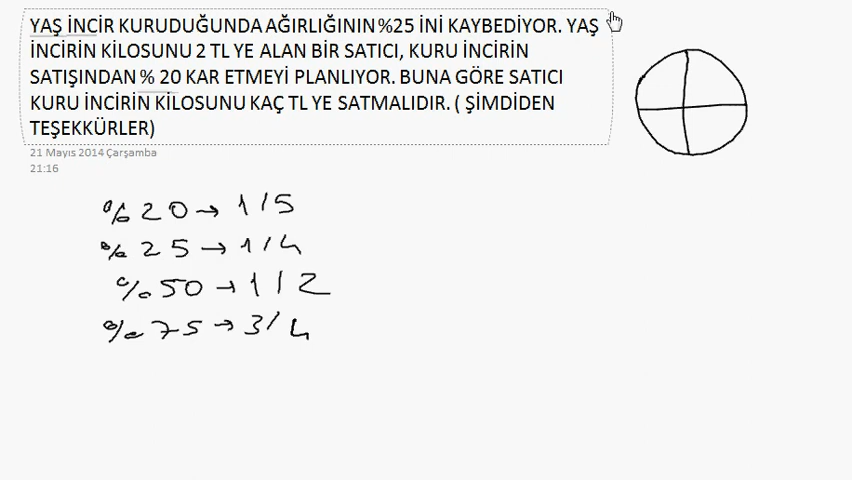 YAŞ İNCİR KURUDUĞUNDA AĞIRLIĞININ %25 İNİ KAYBEDİYOR. YAŞ
İNCİRİN KİLOSUNU 2 TL YE ALAN BİR SATICI, KURU İNCİRİN
SATIŞINDAN % 20 KAR ETMEYİ PLANLIYOR. BUNA GÖRE SATICI
KURU İNCİRİN KİLOSUNU KAÇ TL YE SATMALIDIR. ( ŞİMDİDEN
TEŞEKKÜRLER)
21 Mayıs 2014 Çarşamba
21:16
%20→1/5
%25→1/4
%50→1/2
%75→3/4